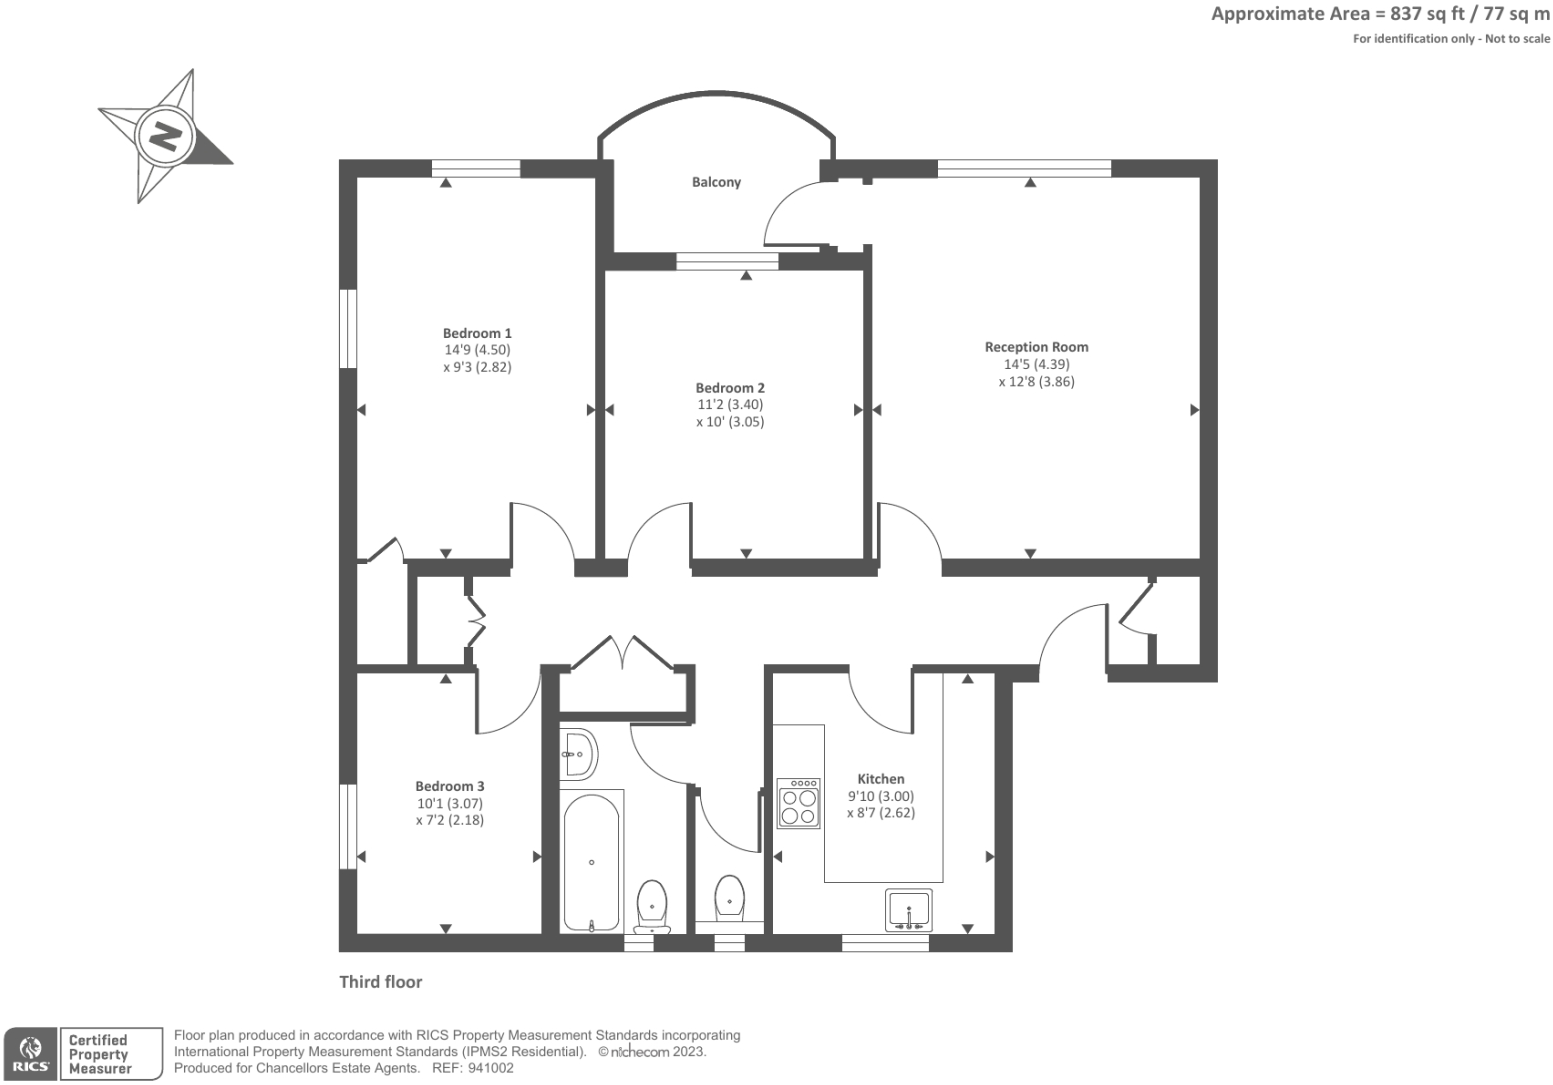 Approximate Area = 837 sq ft / 77 sq m
For identification only - Not to scale
N
Balcony
Bedroom 1
14'9 (4.50)
x 9'3 (2.82)
Bedroom 2
11'2 (3.40)
x 10' (3.05)
Reception Room
14'5 (4.39)
x 12'8 (3.86)
Bedroom 3
10'1 (3.07)
x 7'2 (2.18)
Kitchen
9'10 (3.00)
x 8'7 (2.62)
Third floor
RICS
Certified
Property
Measurer
Floor plan produced in accordance with RICS Property Measurement Standards incorporating
International Property Measurement Standards (IPMS2 Residential). © nichecom 2023.
Produced for Chancellors Estate Agents. REF: 941002